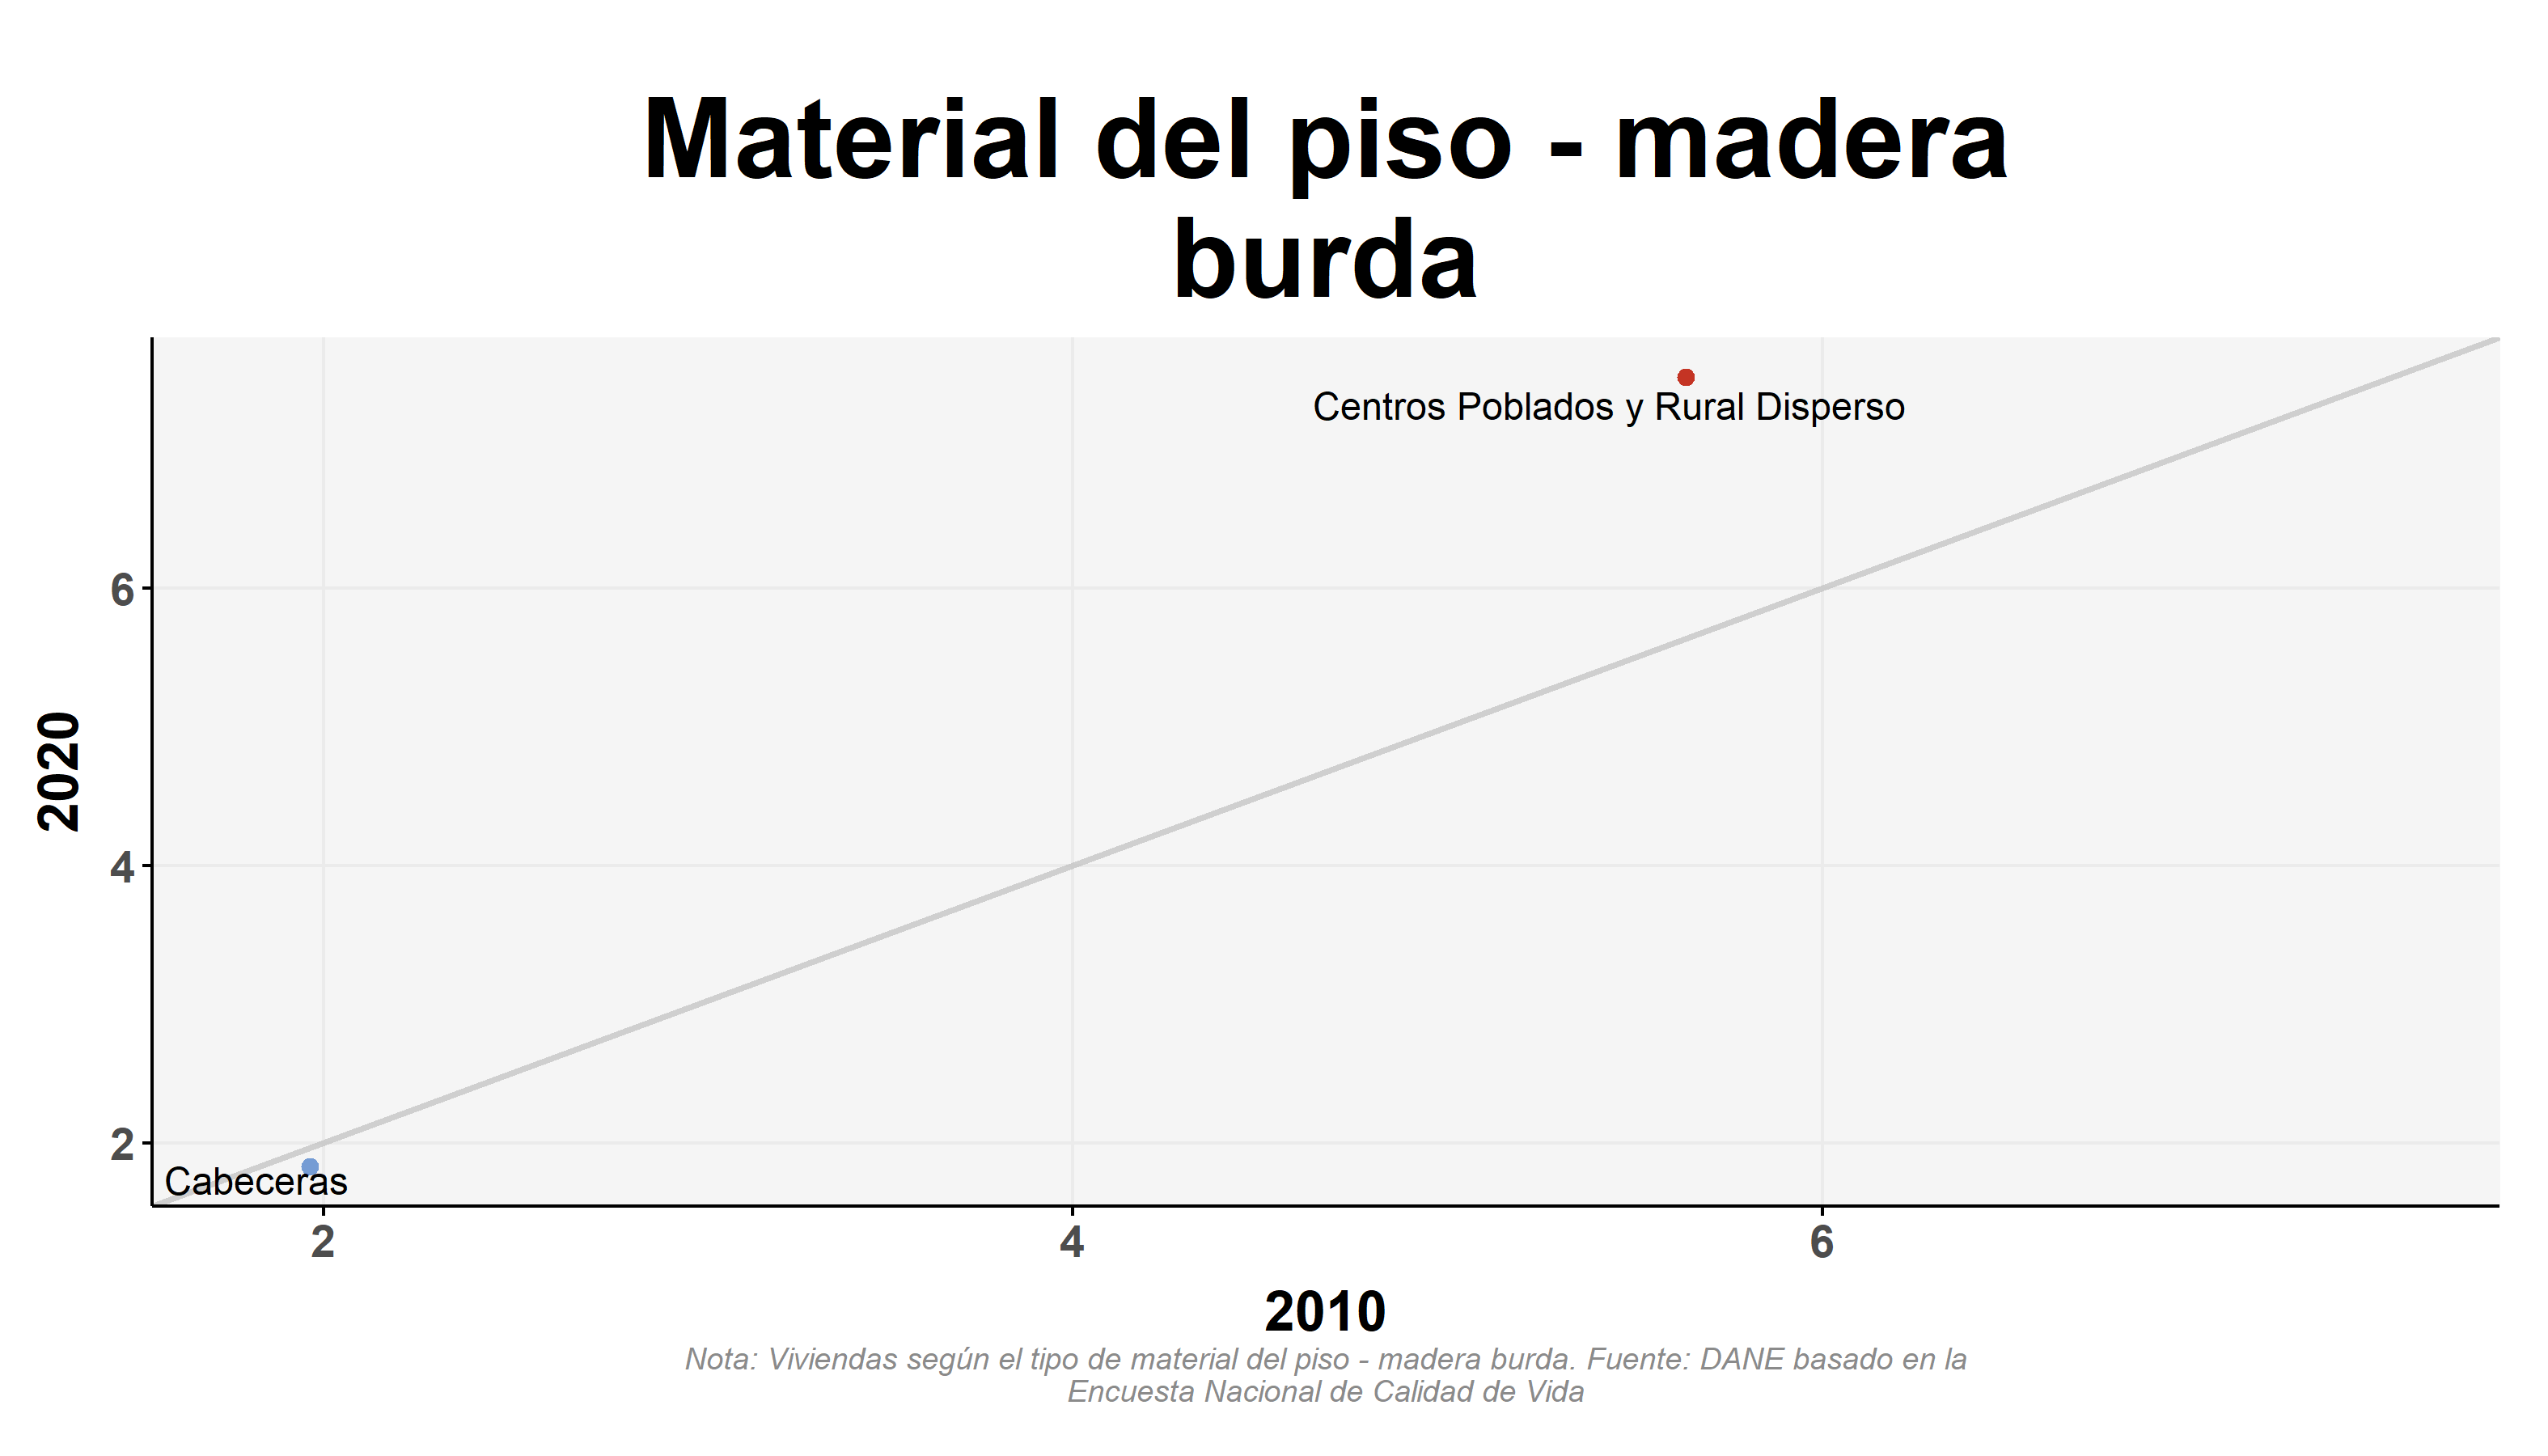 Material del piso - madera
burda
Centros Poblados y Rural Disperso
6
2020
4
2
Cabeceras
2 4 6
2010
Nota: Viviendas según el tipo de material del piso - madera burda. Fuente: DANE basado en la
Encuesta Nacional de Calidad de Vida